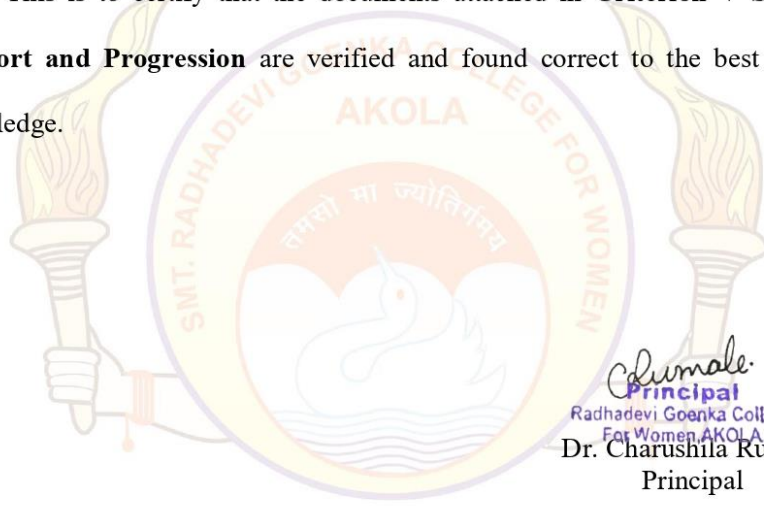 This is to certify that the documents attached in Criterion V S
ort and Progression are verified and found correct to the best
ledge.
SMT. RADHADEVI GOENKA COLLEGE FOR WOMEN
AKOLA
तमसो मा ज्योतिर्गमय
Principal
Radhadevi Goenka Coll
For Women, AKOLA
Dr. Charushila Ru
Principal